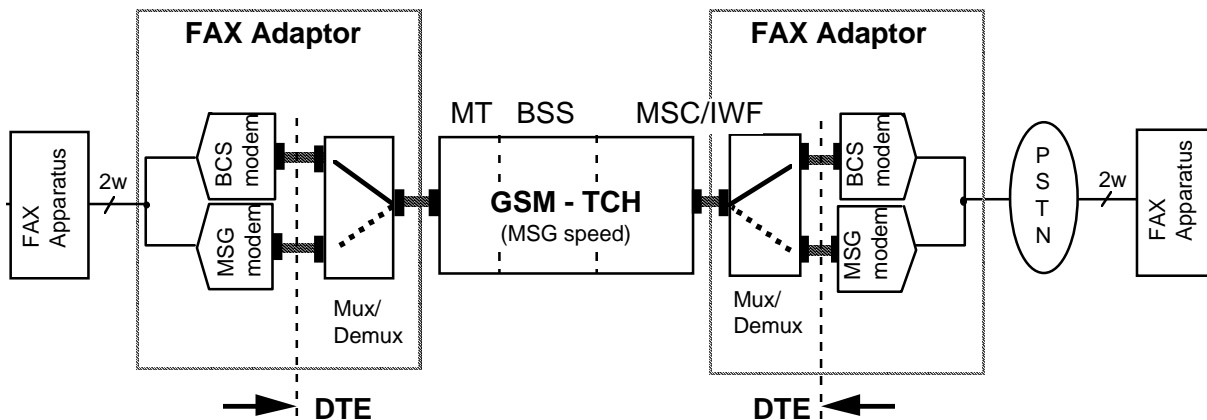 FAX Adaptor
FAX Adaptor
MT
BSS
MSC/IWF
FAX
Apparatus
2w
BCS
modem
MSG
modem
Mux/
Demux
GSM - TCH
(MSG speed)
Mux/
Demux
BCS
modem
MSG
modem
PSTN
2w
FAX
Apparatus
DTE
DTE